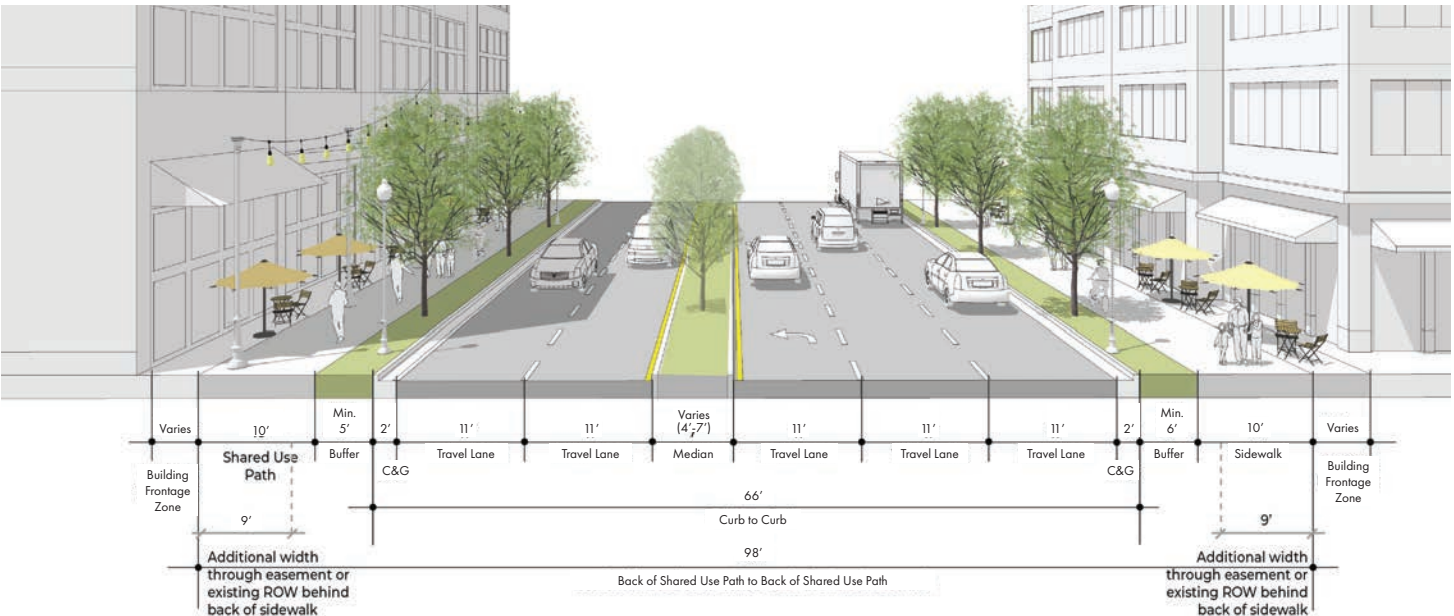 Varies
10'
Min.
5'
2'
11'
11'
Varies
(4'-7')
11'
11'
11'
2'
Min.
6'
10'
Varies
Building
Frontage
Zone
Shared Use
Path
Buffer
C&G
Travel Lane
Travel Lane
Median
Travel Lane
Travel Lane
Travel Lane
C&G
Buffer
Sidewalk
Building
Frontage
Zone
66'
Curb to Curb
9'
9'
98'
Back of Shared Use Path to Back of Shared Use Path
Additional width
through easement or
existing ROW behind
back of sidewalk
Additional width
through easement or
existing ROW behind
back of sidewalk